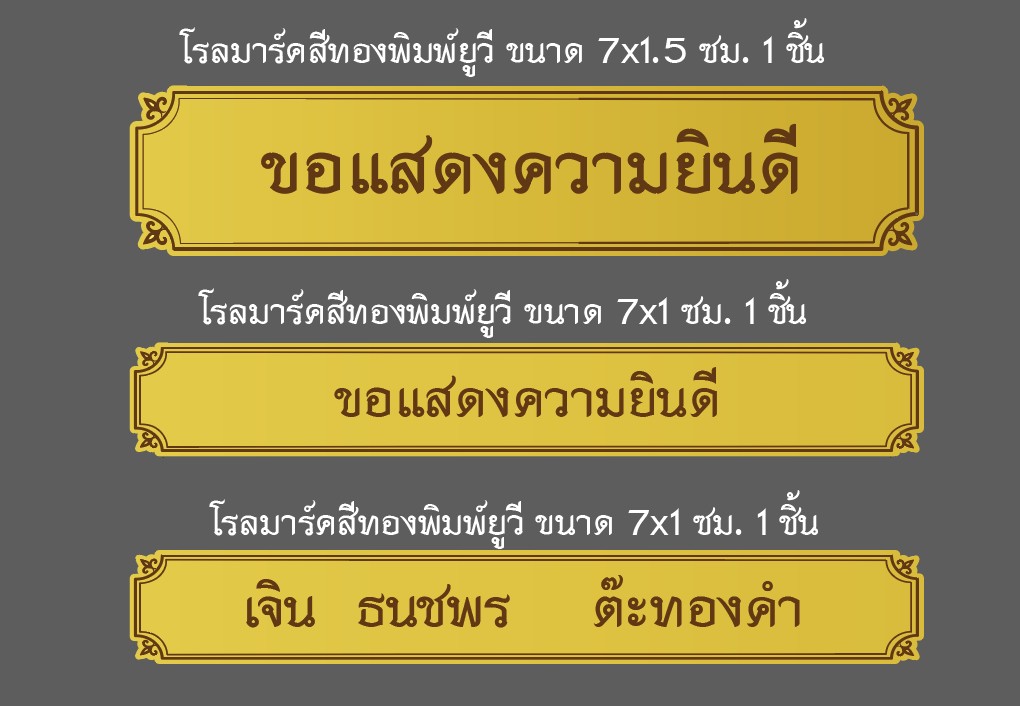 โรลมาร์คสีทองพิมพ์ยูวี ขนาด 7x1.5 ซม. 1 ชิ้น
ขอแสดงความยินดี
โรลมาร์คสีทองพิมพ์ยูวี ขนาด 7x1 ซม. 1 ชิ้น
ขอแสดงความยินดี
โรลมาร์คสีทองพิมพ์ยูวี ขนาด 7x1 ซม. 1 ชิ้น
เจิน ธนชพร ต๊ะทองคำ